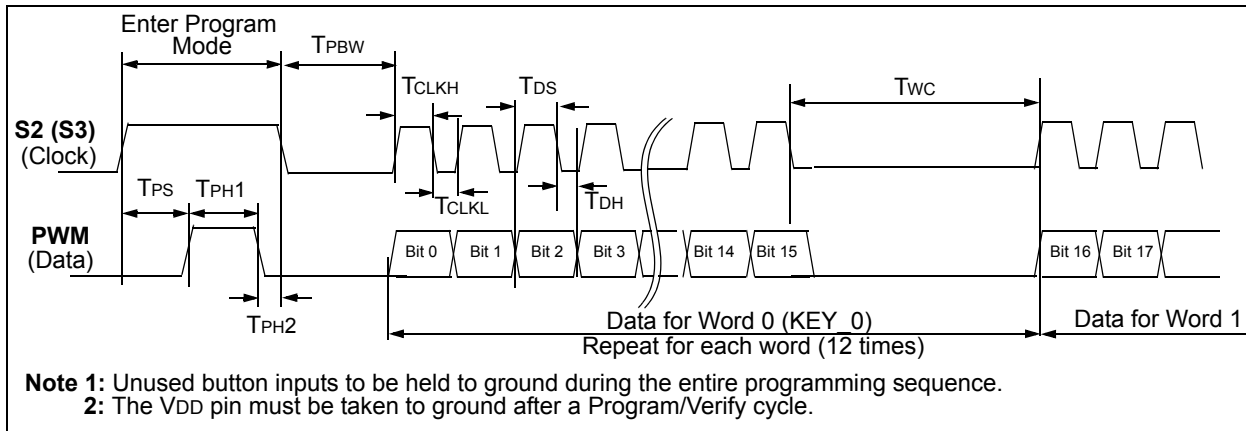 Enter Program
Mode
TPBW
TCLKH
TDS
TWC
S2 (S3)
(Clock)
TPS
TPH1
TCLKL
TDH
PWM
(Data)
Bit 0
Bit 1
Bit 2
Bit 3
Bit 14
Bit 15
Bit 16
Bit 17
TPH2
Data for Word 0 (KEY_0)
Repeat for each word (12 times)
Data for Word 1
Note 1: Unused button inputs to be held to ground during the entire programming sequence.
2: The VDD pin must be taken to ground after a Program/Verify cycle.